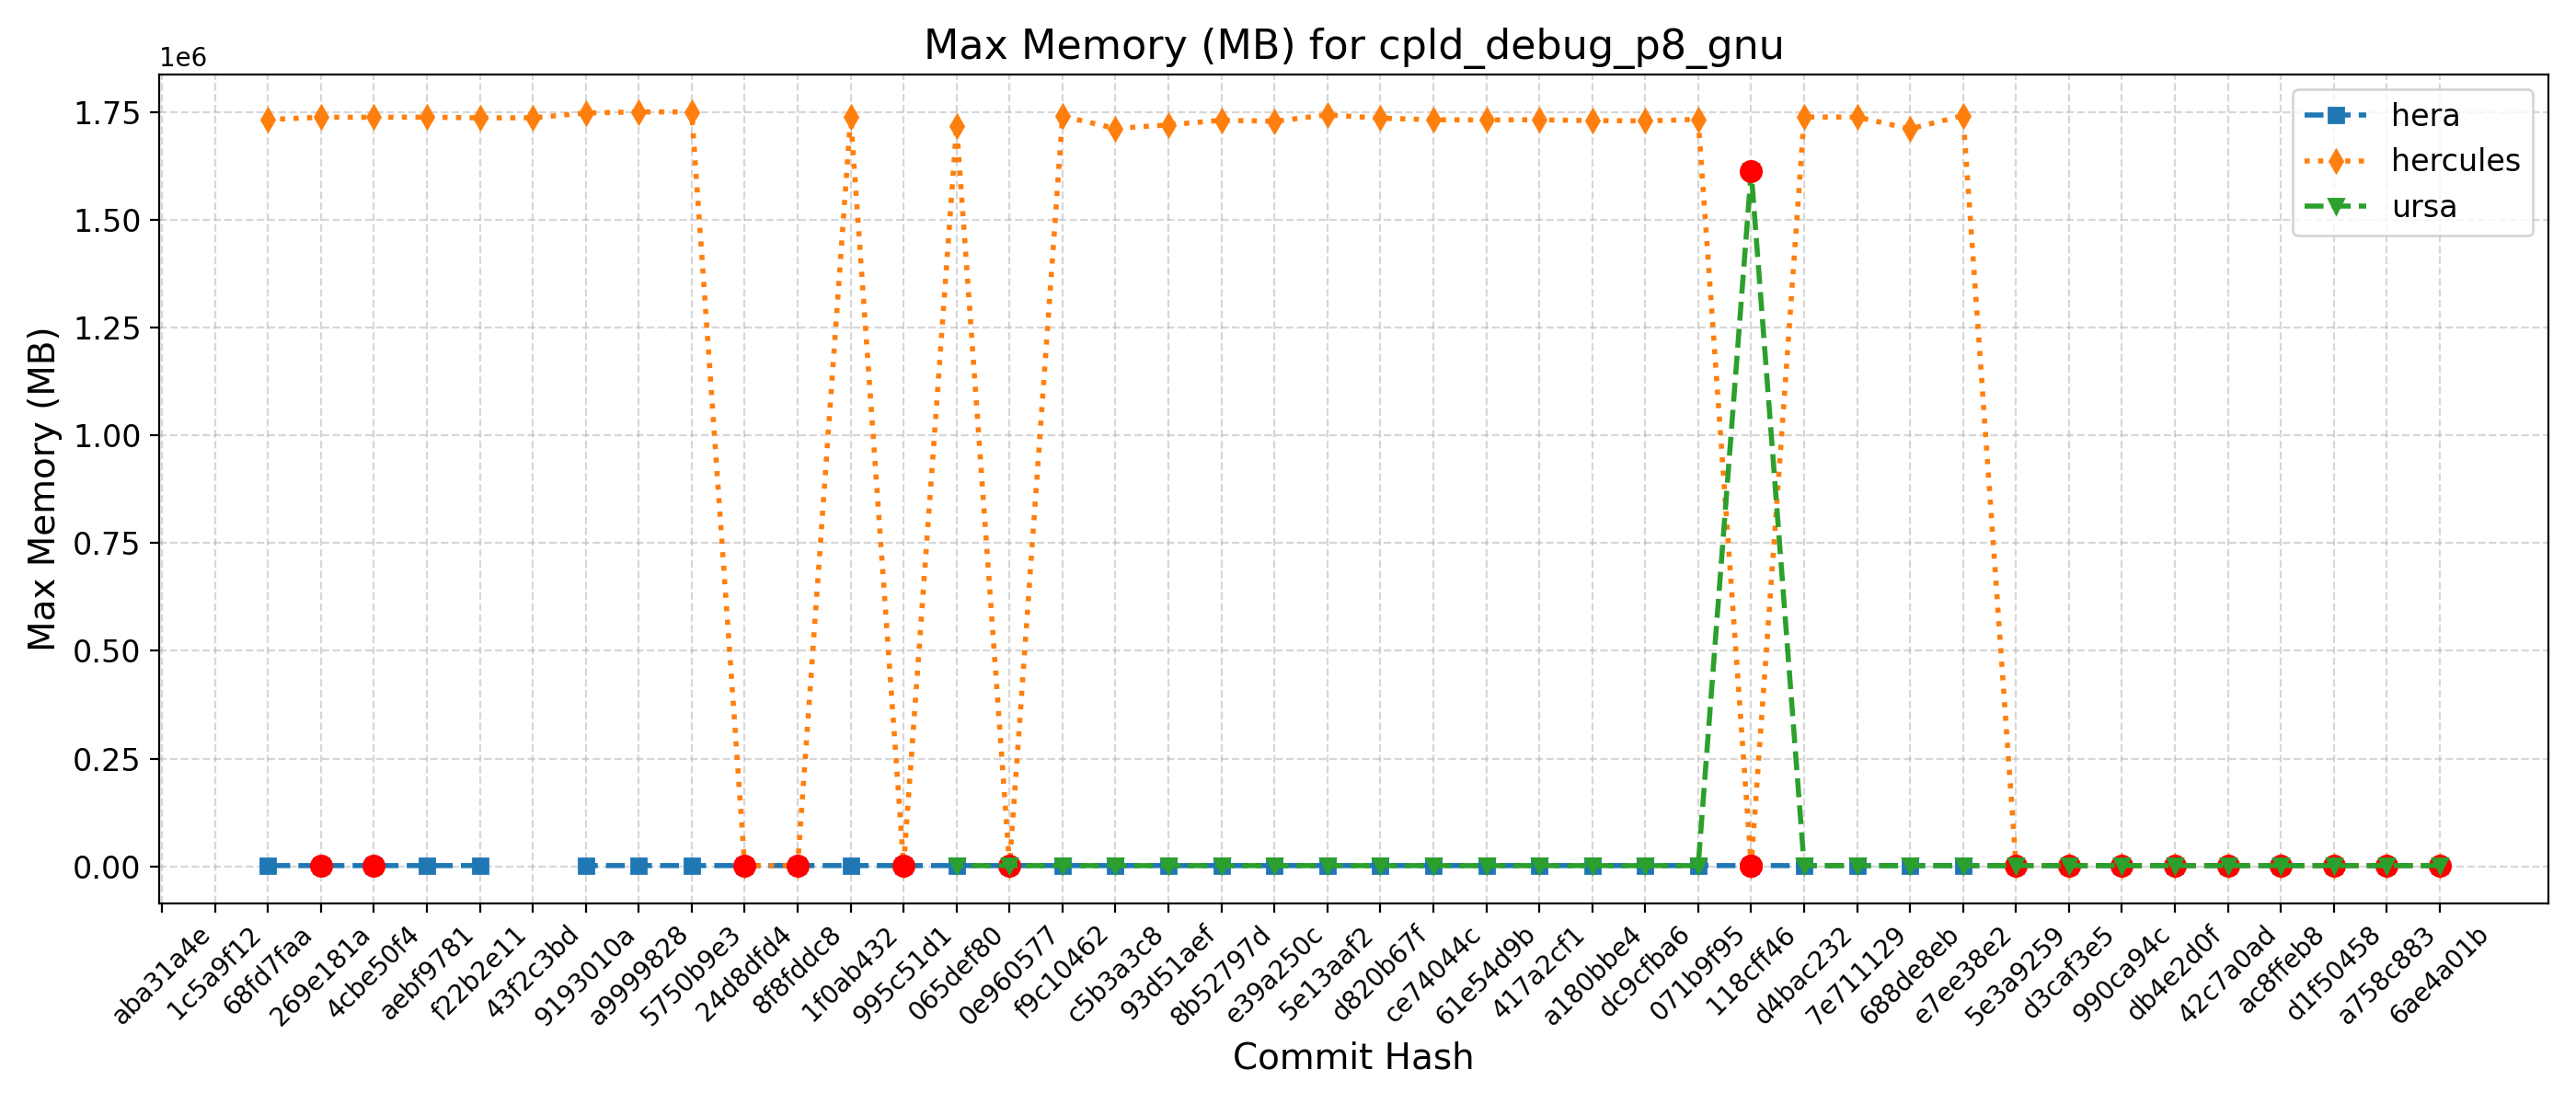 Max Memory (MB) for cpld_debug_p8_gnu
1e6
1.75
1.50
1.25
1.00
0.75
0.50
0.25
0.00
Max Memory (MB)
hera
hercules
ursa
aba31a4e
1c5a9f12
68fd7faa
269e181a
4cbe50f4
aebf9781
f22b2e11
43f2c3bd
9193010a
a9999828
5750b9e3
24d8dfd4
8f8fddc8
1f0ab432
995c51d1
065def80
0e960577
f9c10462
c5b3a3c8
93d51aef
8b52797d
e39a250c
5e13aaf2
d820b67f
ce74044c
61e54d9b
417a2cf1
a180bbe4
dc9cfba6
071b9f95
118cff46
d4bac232
7e711129
688de8eb
e7ee38e2
5e3a9259
d3caf3e5
990ca94c
db4e2d0f
42c7a0ad
ac8ffeb8
d1f50458
a758c883
6ae4a01b
Commit Hash